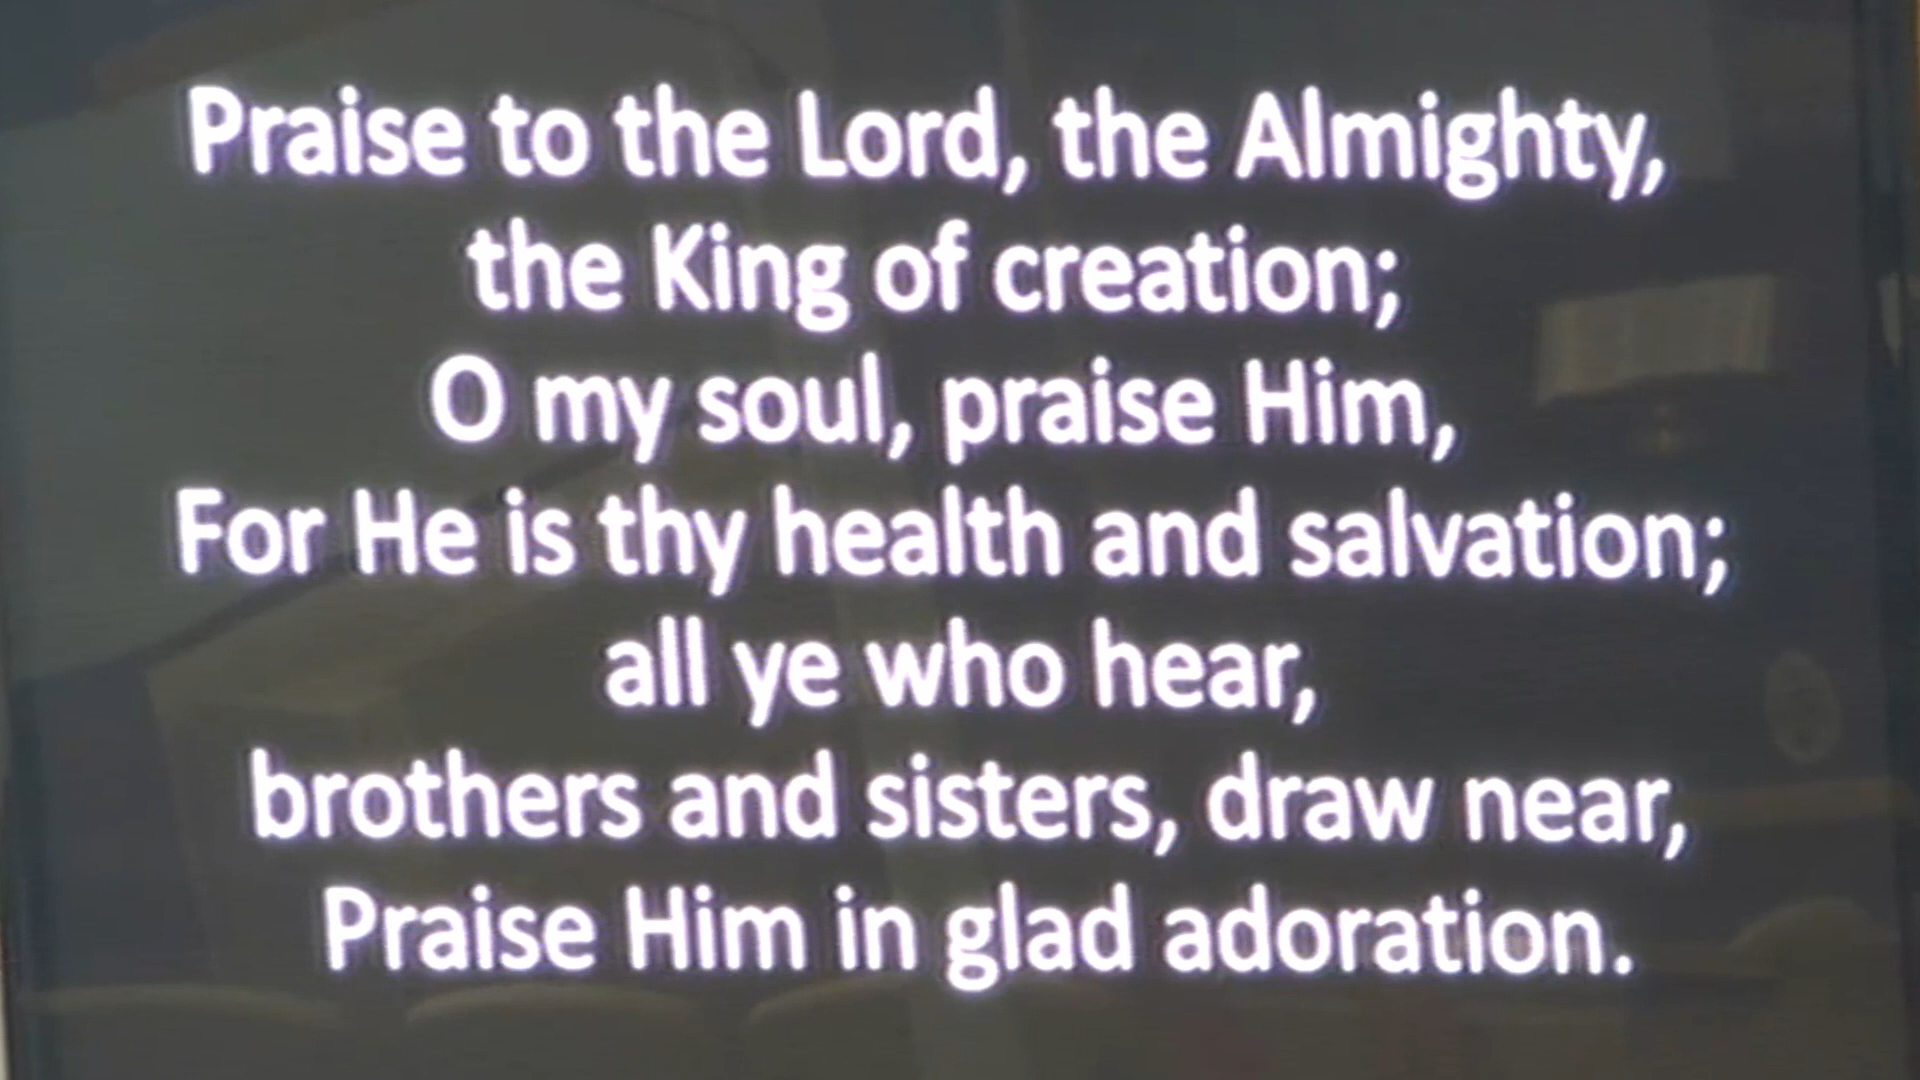 Praise to the Lord, the Almighty,
the King of creation;
O my soul, praise Him,
For He is thy health and salvation;
all ye who hear,
brothers and sisters, draw near,
Praise Him in glad adoration.